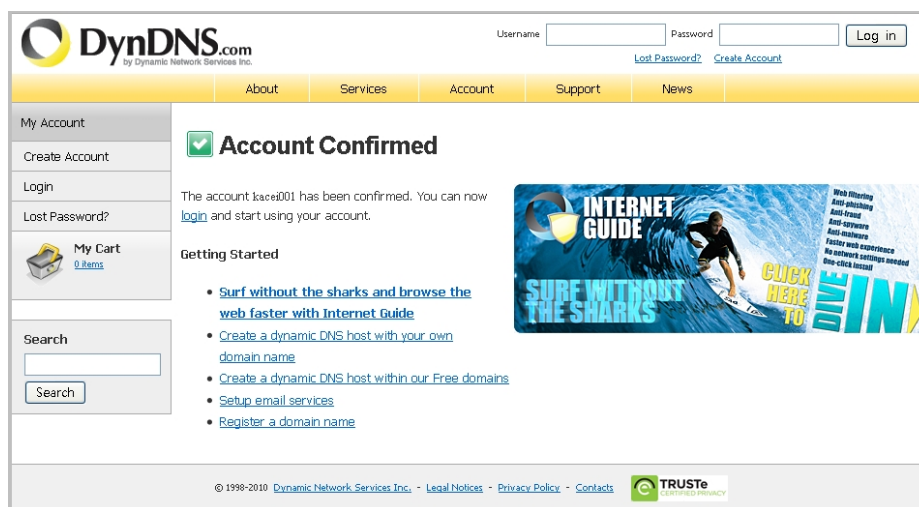 DynDNS.com
by Dynamic Network Services Inc.
Username
Password
Log in
Lost Password? Create Account
About Services Account Support News
My Account
Create Account
Login
Lost Password?
My Cart
0 items
Search
Search
Account Confirmed
The account kacei001 has been confirmed. You can now
login and start using your account.
Getting Started
Surf without the sharks and browse the
web faster with Internet Guide
Create a dynamic DNS host with your own
domain name
Create a dynamic DNS host within our Free domains
Setup email services
Register a domain name
INTERNET
GUIDE
SURF WITHOUT
THE SHARKS
Web filtering
Anti-phishing
Anti-fraud
Anti-spyware
Anti-malware
Faster web experience
No network settings needed
One-click install
CLICK
HERE
TO
DIVE
IN
© 1998-2010 Dynamic Network Services Inc. - Legal Notices - Privacy Policy - Contacts
TRUSTe
CERTIFIED PRIVACY